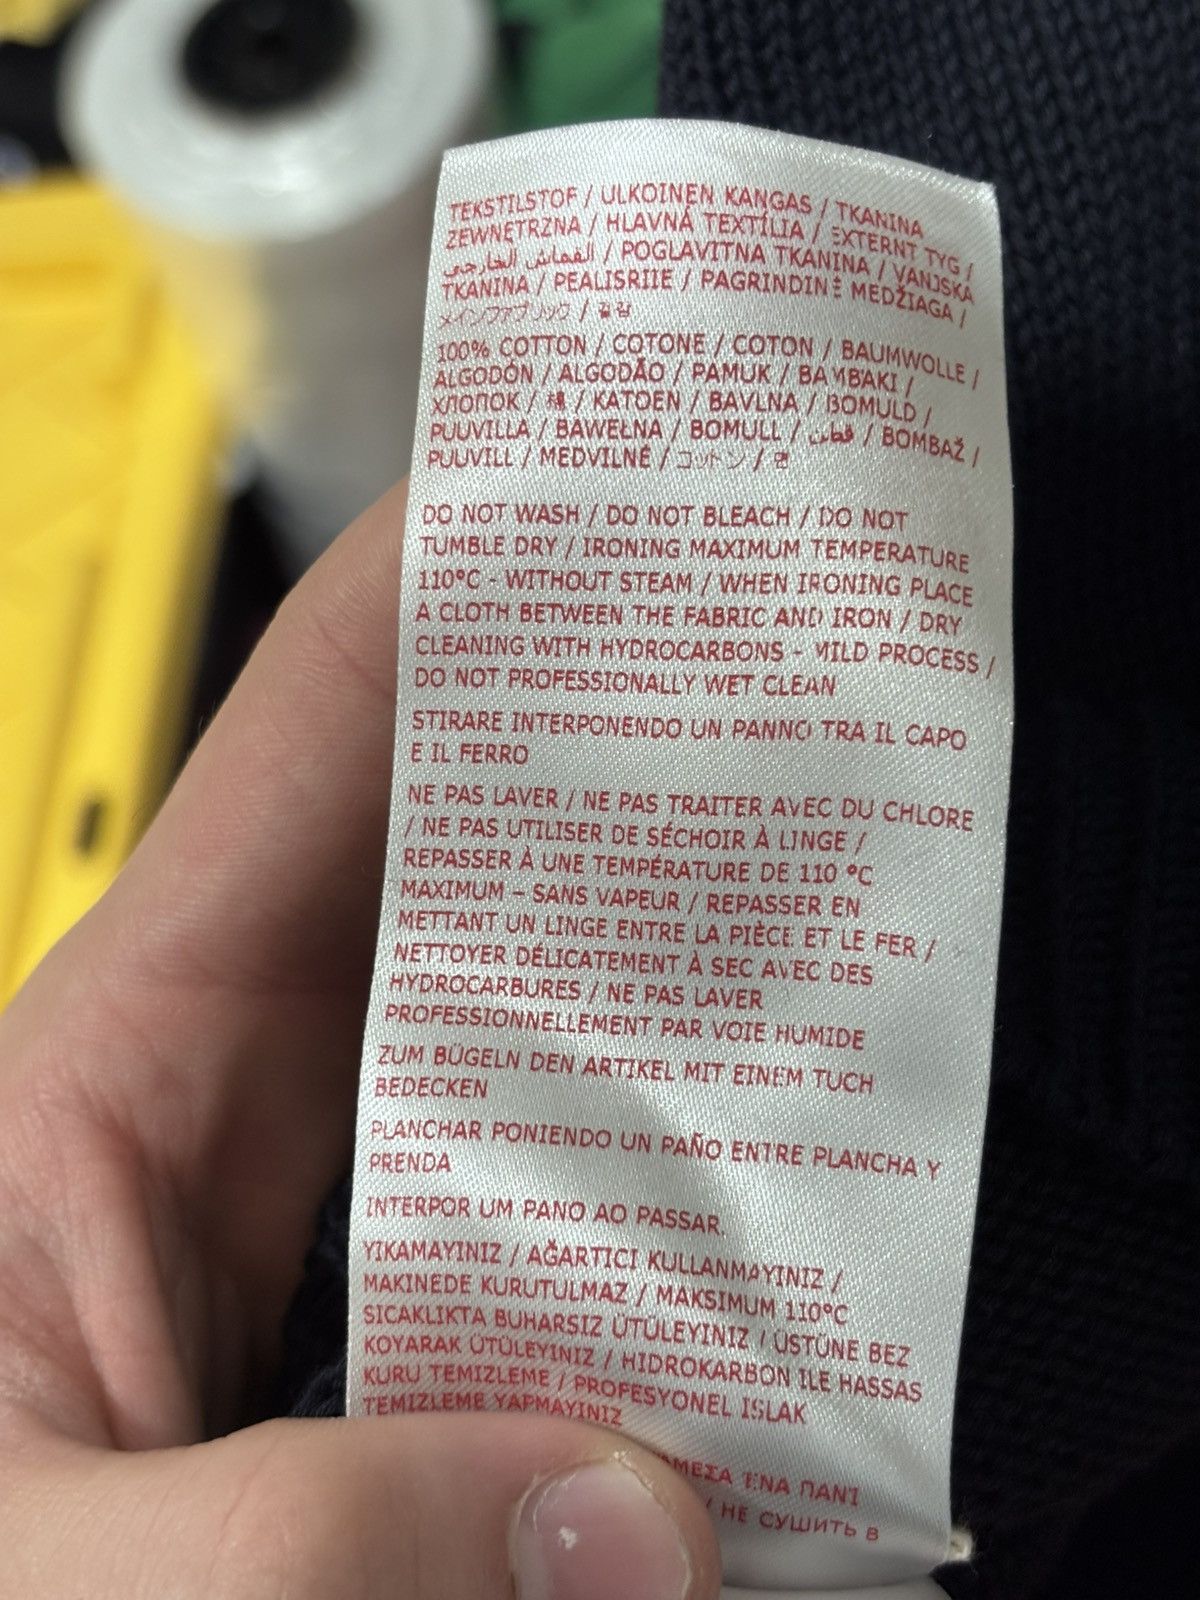 TEKSTILSTOF / ULKOINEN KANGAS / TKANINA
ZEWNĘTRZNA / HLAVNÁ TEXTÍLIA / EXTERNT TYG /
القماش الخارجي / POGLAVITNA TKANINA / VANJSKA
TKANINA / PEALISRIIE / PAGRINDINĖ MEDŽIAGA /
メインファブリック / 겉감
100% COTTON / COTONE / COTON / BAUMWOLLE /
ALGODÓN / ALGODÃO / PAMUK / BAMBAKI /
ХЛОПОК / 棉 / KATOEN / BAVLNA / BOMULD /
PUUVILLA / BAWEŁNA / BOMULL / قطن / BOMBAŽ /
PUUVILL / MEDVILNÉ / コットン / 면
DO NOT WASH / DO NOT BLEACH / DO NOT
TUMBLE DRY / IRONING MAXIMUM TEMPERATURE
110°C - WITHOUT STEAM / WHEN IRONING PLACE
A CLOTH BETWEEN THE FABRIC AND IRON / DRY
CLEANING WITH HYDROCARBONS - MILD PROCESS /
DO NOT PROFESSIONALLY WET CLEAN
STIRARE INTERPONENDO UN PANNO TRA IL CAPO
E IL FERRO
NE PAS LAVER / NE PAS TRAITER AVEC DU CHLORE
/ NE PAS UTILISER DE SÉCHOIR À LINGE /
REPASSER À UNE TEMPÉRATURE DE 110 °C
MAXIMUM – SANS VAPEUR / REPASSER EN
METTANT UN LINGE ENTRE LA PIÈCE ET LE FER /
NETTOYER DÉLICATEMENT À SEC AVEC DES
HYDROCARBURES / NE PAS LAVER
PROFESSIONNELLEMENT PAR VOIE HUMIDE
ZUM BÜGELN DEN ARTIKEL MIT EINEM TUCH
BEDECKEN
PLANCHAR PONIENDO UN PAÑO ENTRE PLANCHA Y
PRENDA
INTERPOR UM PANO AO PASSAR.
YIKAMAYINIZ / AĞARTICI KULLANMAYINIZ /
MAKINEDE KURUTULMAZ / MAKSIMUM 110°C
SICAKLIKTA BUHARSIZ ÜTÜLEYINIZ / ÜSTÜNE BEZ
KOYARAK ÜTÜLEYINIZ / HIDROKARBON ILE HASSAS
KURU TEMIZLEME / PROFESYONEL ISLAK
TEMIZLEME YAPMAYINIZ
ΈΝΑ ΠΑΝΊ
/ НЕ СУШИТЬ В